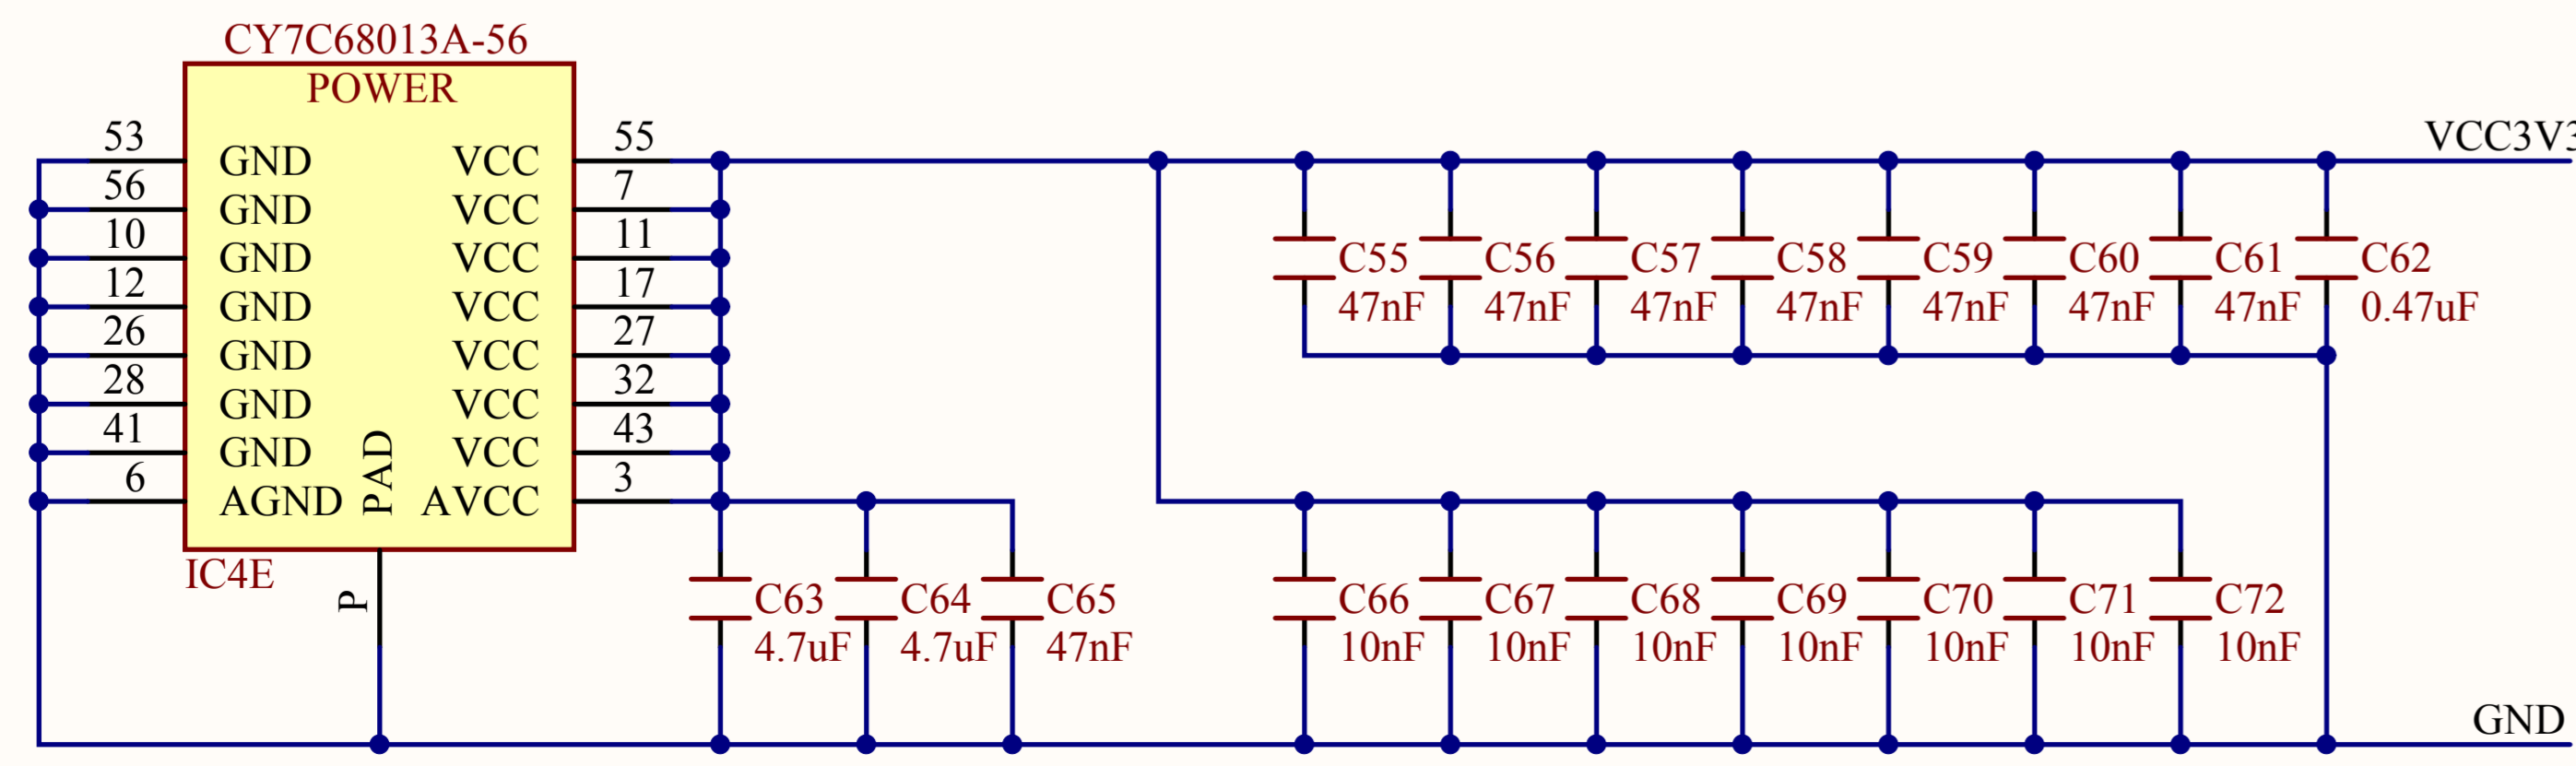 CY7C68013A-56
POWER
53 GND VCC 55
56 GND VCC 7
10 GND VCC 11
12 GND VCC 17
26 GND VCC 27
28 GND VCC 32
41 GND VCC 43
6 AGND PAD AVCC 3
IC4E
P
VCC3V3
C55 C56 C57 C58 C59 C60 C61 C62
47nF 47nF 47nF 47nF 47nF 47nF 47nF 0.47uF
C63 C64 C65 C66 C67 C68 C69 C70 C71 C72
4.7uF 4.7uF 47nF 10nF 10nF 10nF 10nF 10nF 10nF 10nF
GND